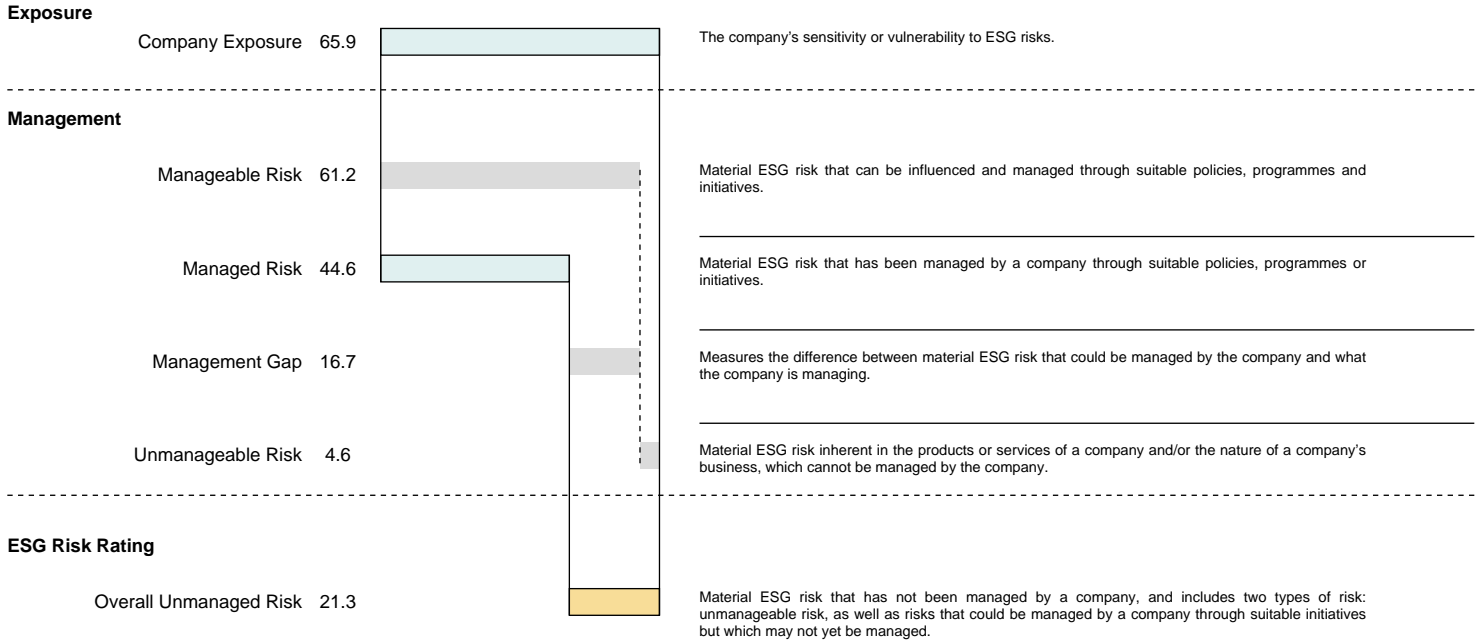 Exposure
Company Exposure 65.9
The company’s sensitivity or vulnerability to ESG risks.
Management
Manageable Risk 61.2
Material ESG risk that can be influenced and managed through suitable policies, programmes and
initiatives.
Managed Risk 44.6
Material ESG risk that has been managed by a company through suitable policies, programmes or
initiatives.
Management Gap 16.7
Measures the difference between material ESG risk that could be managed by the company and what
the company is managing.
Unmanageable Risk 4.6
Material ESG risk inherent in the products or services of a company and/or the nature of a company’s
business, which cannot be managed by the company.
ESG Risk Rating
Overall Unmanaged Risk 21.3
Material ESG risk that has not been managed by a company, and includes two types of risk:
unmanageable risk, as well as risks that could be managed by a company through suitable initiatives
but which may not yet be managed.